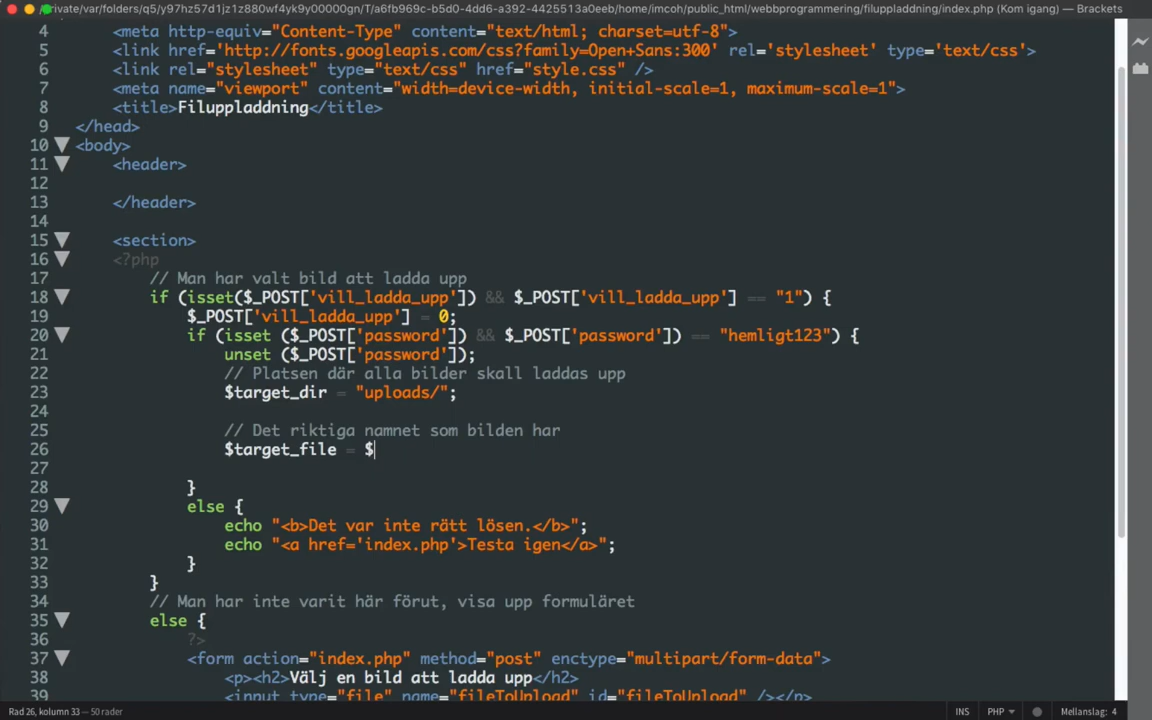 private/var/folders/q5/y97hz57d1jz1z880wf4yk9y00000gn/T/a6fb969c-b5d0-4dd6-a392-4425513a0eeb/home/imcoh/public_html/webbprogrammering/filuppladdning/index.php (Kom igang) — Brackets
4 <meta http-equiv="Content-Type" content="text/html; charset=utf-8">
5 <link href='http://fonts.googleapis.com/css?family=Open+Sans:300' rel='stylesheet' type='text/css'>
6 <link rel="stylesheet" type="text/css" href="style.css" />
7 <meta name="viewport" content="width=device-width, initial-scale=1, maximum-scale=1">
8 <title>Filuppladdning</title>
9 </head>
10 <body>
11 <header>
12
13 </header>
14
15 <section>
16 <?php
17 // Man har valt bild att ladda upp
18 if (isset($_POST['vill_ladda_upp']) && $_POST['vill_ladda_upp'] == "1") {
19 $_POST['vill_ladda_upp'] = 0;
20 if (isset ($_POST['password']) && $_POST['password']) == "hemligt123") {
21 unset ($_POST['password']);
22 // Platsen där alla bilder skall laddas upp
23 $target_dir = "uploads/";
24
25 // Det riktiga namnet som bilden har
26 $target_file = $
27
28 }
29 else {
30 echo "<b>Det var inte rätt lösen.</b>";
31 echo "<a href='index.php'>Testa igen</a>";
32 }
33 }
34 // Man har inte varit här förut, visa upp formuläret
35 else {
36 ?>
37 <form action="index.php" method="post" enctype="multipart/form-data">
38 <p><h2>Välj en bild att ladda upp</h2>
39 <input type="file" name="fileToUpload" id="fileToUpload" /></p>
Rad 26, kolumn 33 — 50 rader INS PHP Mellanslag: 4